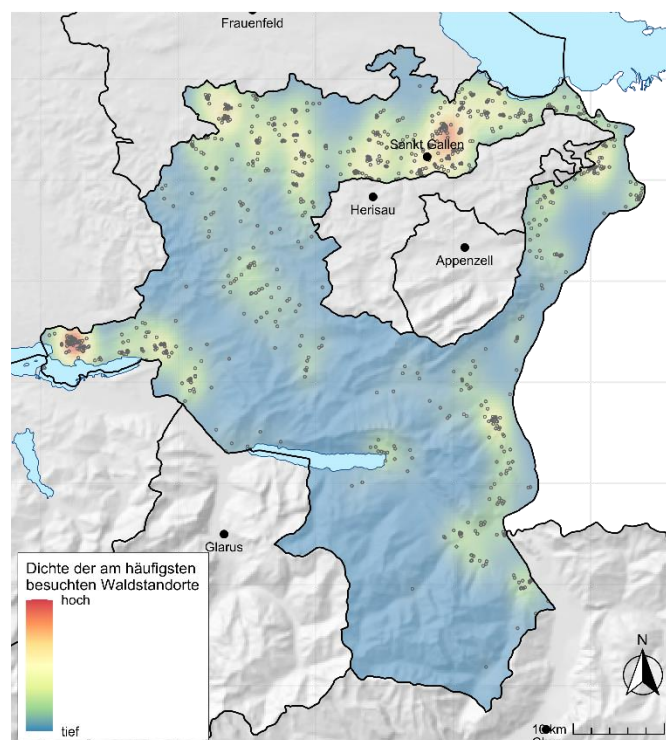 Frauenfeld
Sankt Gallen
Herisau
Appenzell
Glarus
Dichte der am häufigsten
besuchten Waldstandorte
hoch
tief
N
10 km